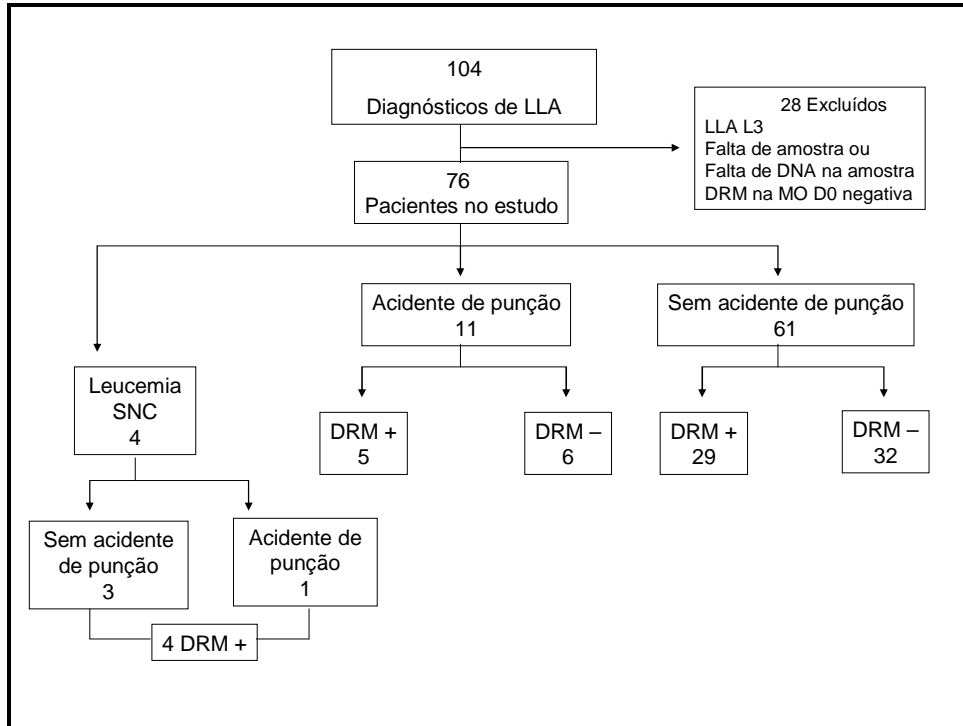 104
Diagnósticos de LLA
28 Excluídos
LLA L3
Falta de amostra ou
Falta de DNA na amostra
DRM na MO D0 negativa
76
Pacientes no estudo
Acidente de punção
11
Sem acidente de punção
61
Leucemia
SNC
4
DRM +
5
DRM –
6
DRM +
29
DRM –
32
Sem acidente
de punção
3
Acidente de
punção
1
4 DRM +